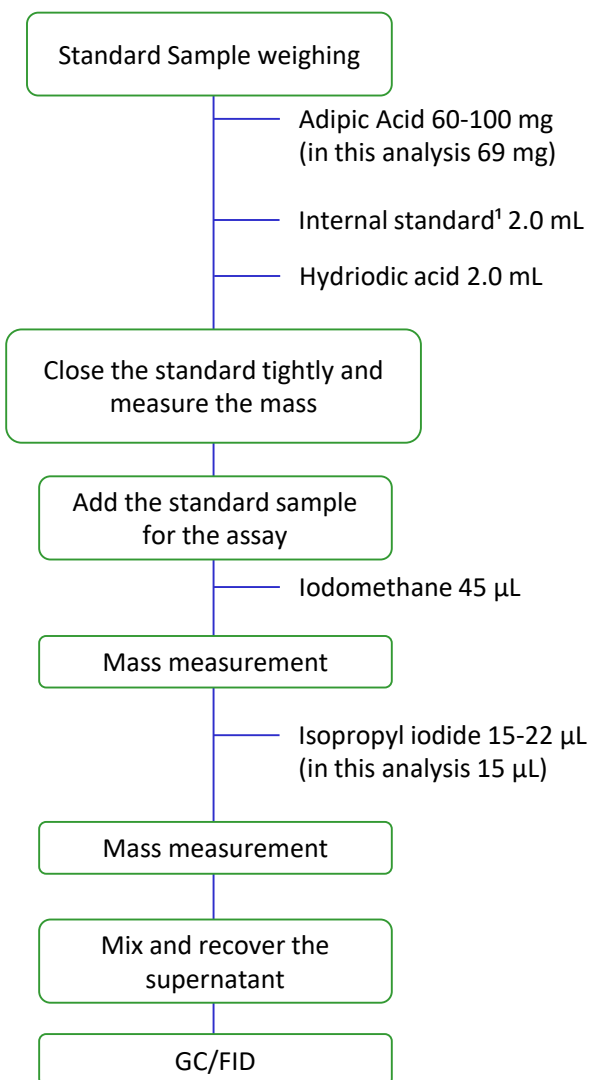 Standard Sample weighing
Adipic Acid 60-100 mg
(in this analysis 69 mg)
Internal standard¹ 2.0 mL
Hydriodic acid 2.0 mL
Close the standard tightly and
measure the mass
Add the standard sample
for the assay
Iodomethane 45 µL
Mass measurement
Isopropyl iodide 15-22 µL
(in this analysis 15 µL)
Mass measurement
Mix and recover the
supernatant
GC/FID